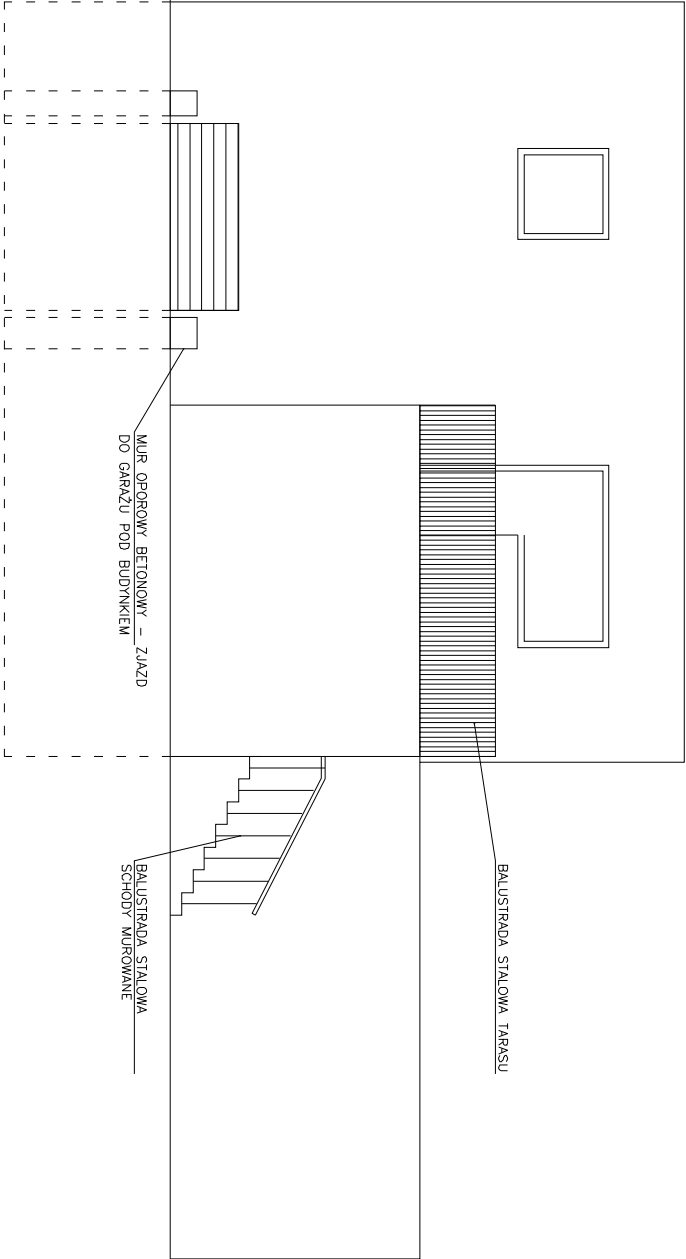 BALUSTRADA STALOWA TARASU
MUR OPOROWY BETONOWY – ZJAZD
DO GARAŻU POD BUDYNKIEM
BALUSTRADA STALOWA
SCHODY MUROWANE